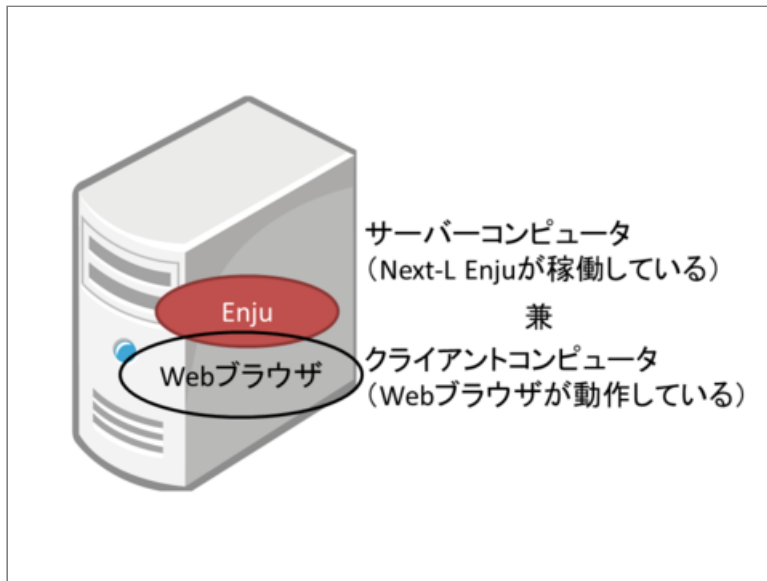 サーバーコンピュータ
（Next-L Enjuが稼働している）
Enju
兼
Webブラウザ
クライアントコンピュータ
（Webブラウザが動作している）